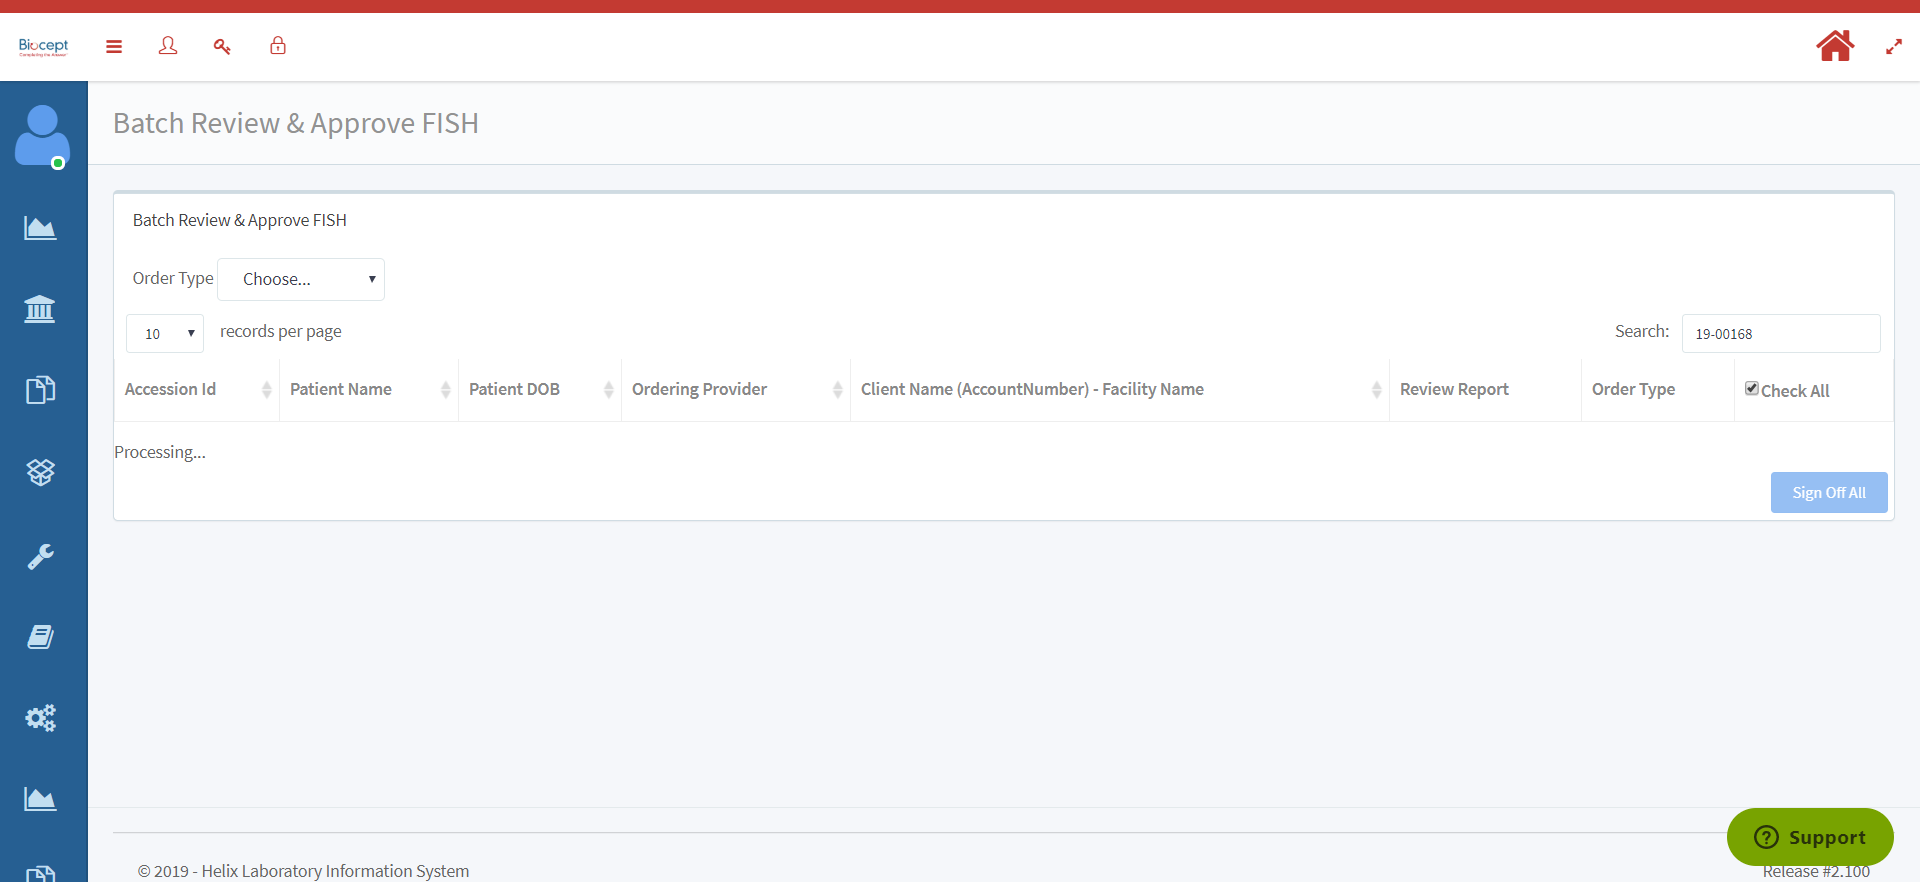 Biocept
Batch Review & Approve FISH
Batch Review & Approve FISH
Order Type Choose...
10 records per page Search: 19-00168
Accession Id Patient Name Patient DOB Ordering Provider Client Name (AccountNumber) - Facility Name Review Report Order Type Check All
Processing...
Sign Off All
Support
© 2019 - Helix Laboratory Information System Release #2.100